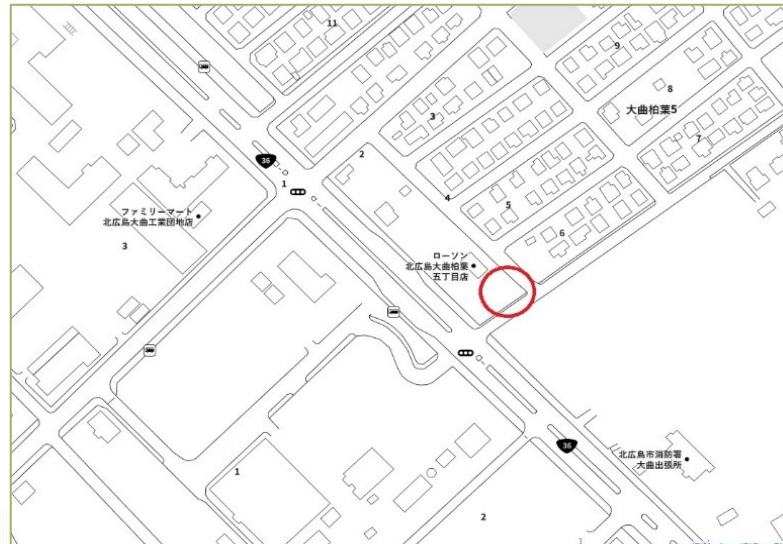 11
9
8
大曲柏葉5
3
7
2
36
1
4
ファミリーマート
北広島大曲工業団地店
5
3
6
ローソン
北広島大曲柏葉
五丁目店
36
北広島市消防署
大曲出張所
1
2